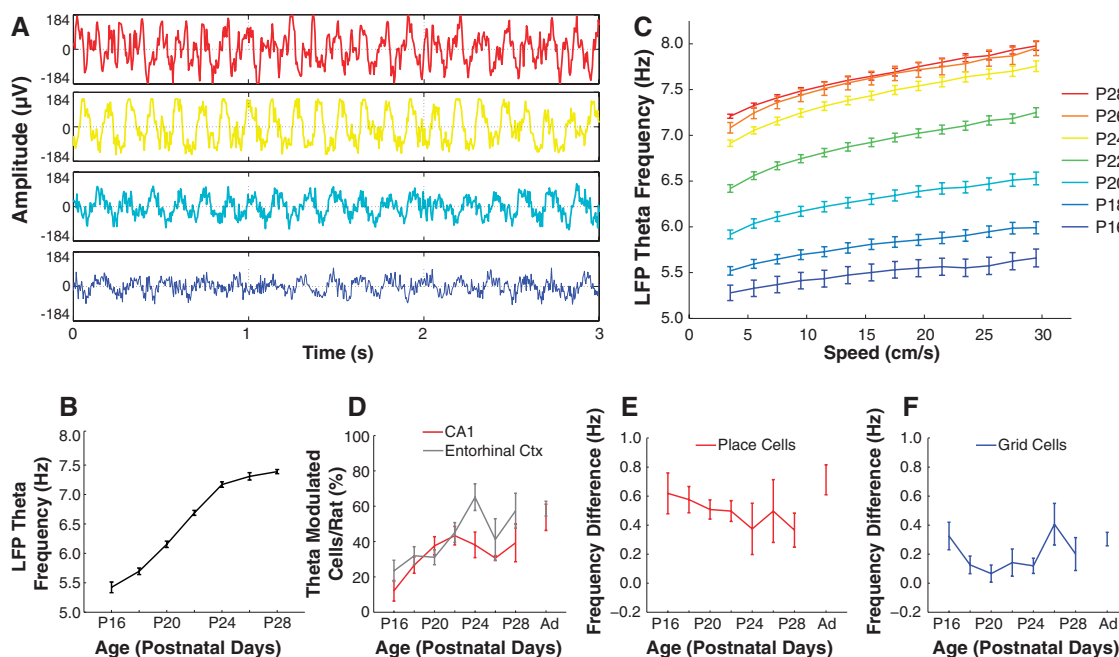 A
Amplitude (µV)
184
0
-184
184
0
-184
184
0
-184
184
0
-184
0
1
2
3
Time (s)
C
LFP Theta Frequency (Hz)
8.0
7.5
7.0
6.5
6.0
5.5
5.0
0
5
10
15
20
25
30
Speed (cm/s)
P28
P26
P24
P22
P20
P18
P16
B
LFP Theta
Frequency (Hz)
8.0
7.5
7.0
6.5
6.0
5.5
5.0
P16
P20
P24
P28
Age (Postnatal Days)
D
CA1
Entorhinal Ctx
Theta Modulated
Cells/Rat (%)
100
80
60
40
20
0
P16
P20
P24
P28
Ad
Age (Postnatal Days)
E
Place Cells
Frequency Difference (Hz)
1.0
0.8
0.6
0.4
0.2
0.0
−0.2
P16
P20
P24
P28
Ad
Age (Postnatal Days)
F
Grid Cells
Frequency Difference (Hz)
1.0
0.8
0.6
0.4
0.2
0.0
−0.2
P16
P20
P24
P28
Ad
Age (Postnatal Days)